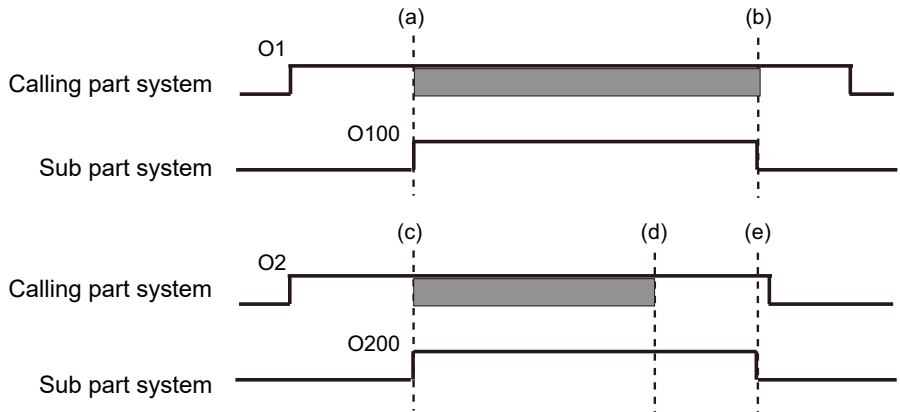 (a) (b)
O1
Calling part system
O100
Sub part system
(c) (d) (e)
O2
Calling part system
O200
Sub part system